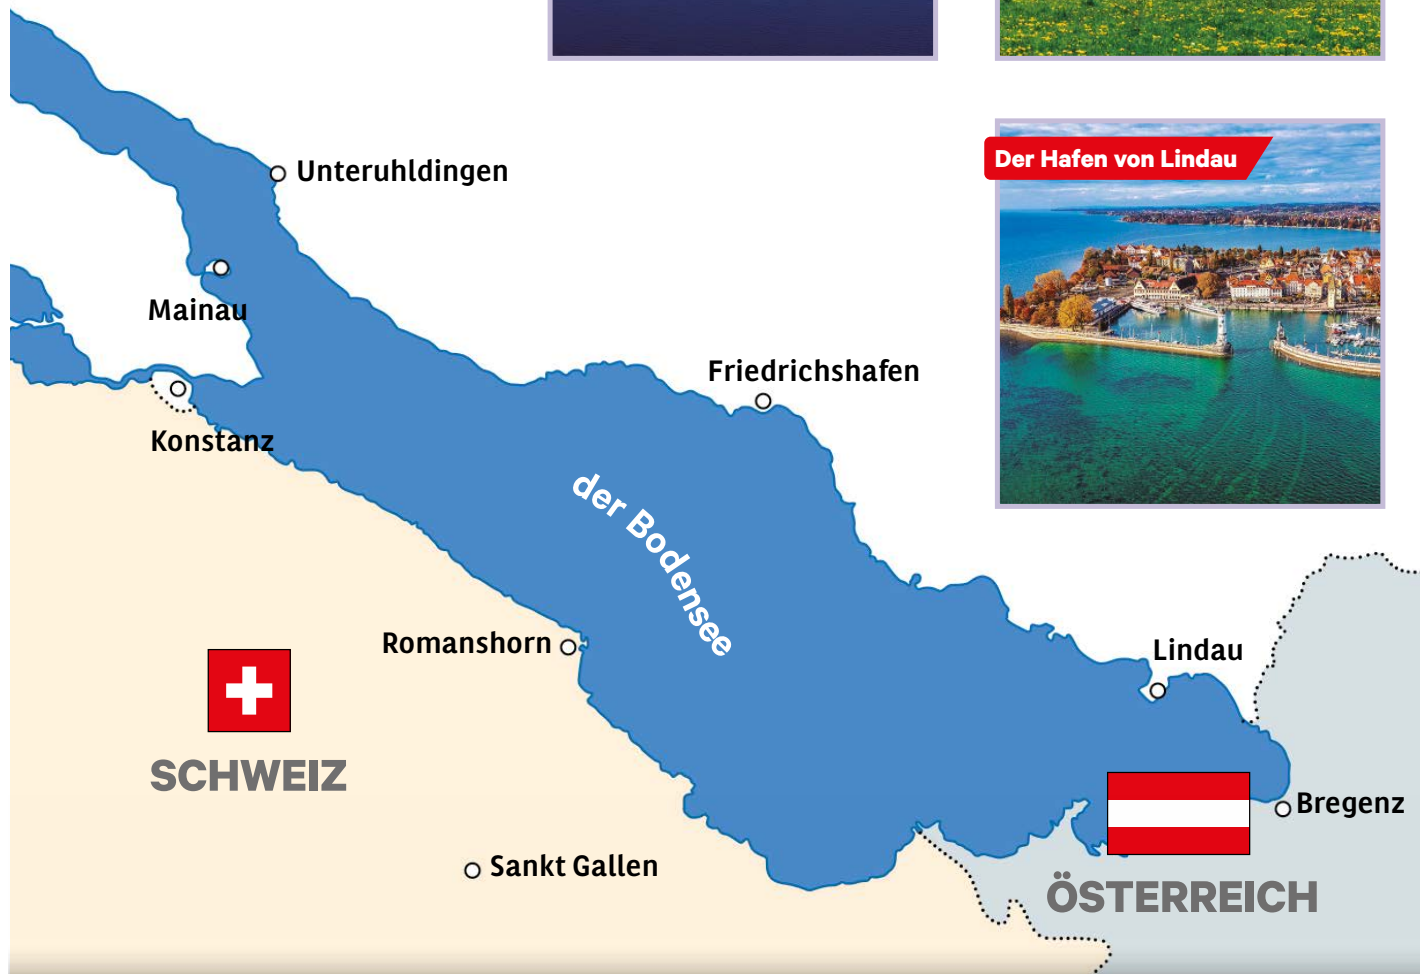 Der Hafen von Lindau
Unteruhldingen
Mainau
Friedrichshafen
Konstanz
der Bodensee
Romanshorn
Lindau
SCHWEIZ
Bregenz
Sankt Gallen
ÖSTERREICH